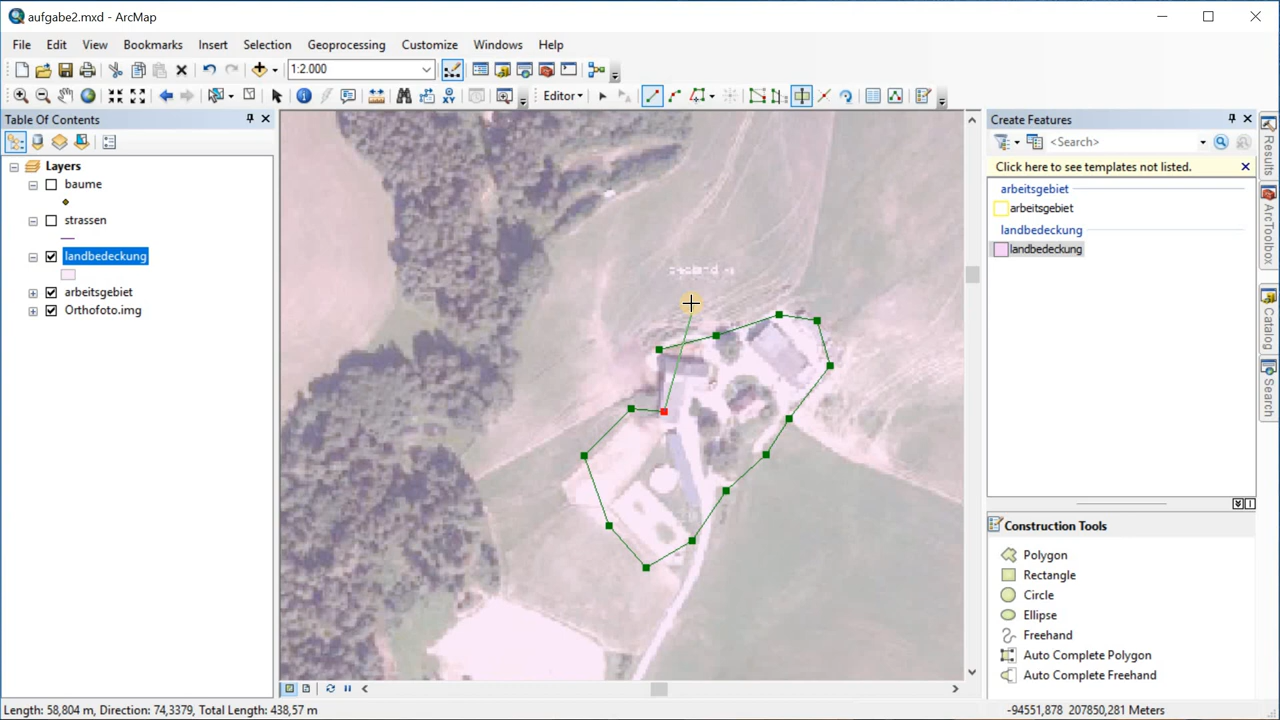 aufgabe2.mxd - ArcMap
File Edit View Bookmarks Insert Selection Geoprocessing Customize Windows Help
1:2.000
Editor
Table Of Contents
Layers
baume
strassen
landbedeckung
arbeitsgebiet
Orthofoto.img
Create Features
<Search>
Click here to see templates not listed.
arbeitsgebiet
arbeitsgebiet
landbedeckung
landbedeckung
Construction Tools
Polygon
Rectangle
Circle
Ellipse
Freehand
Auto Complete Polygon
Auto Complete Freehand
Results
ArcToolbox
Catalog
Search
Length: 58,804 m, Direction: 74,3379, Total Length: 438,57 m
-94551,878 207850,281 Meters